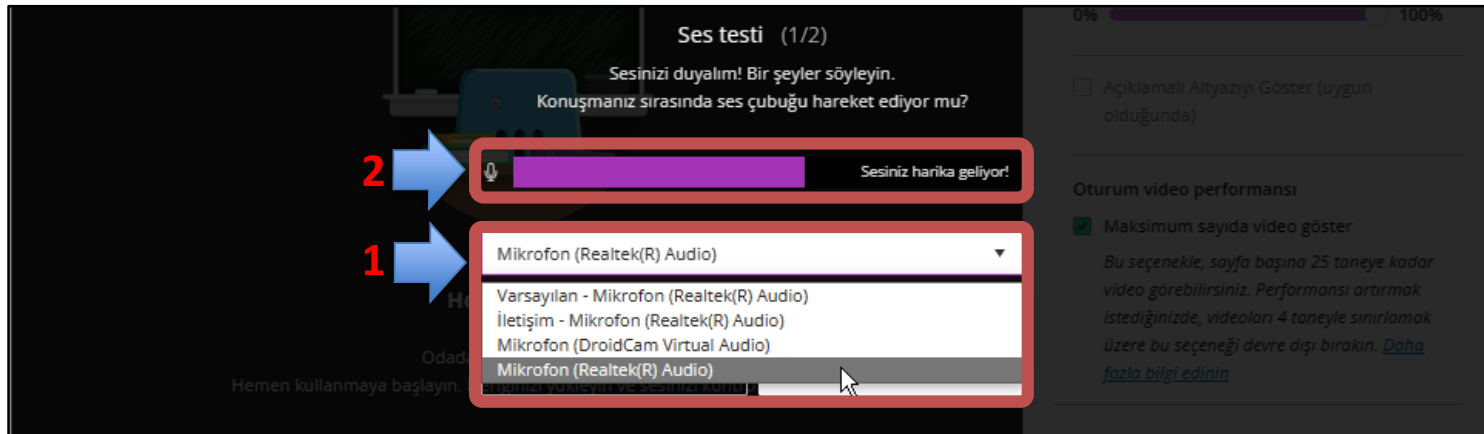 Ses testi (1/2)
Sesinizi duyalım! Bir şeyler söyleyin.
Konuşmanız sırasında ses çubuğu hareket ediyor mu?
2
Sesiniz harika geliyor!
1
Mikrofon (Realtek(R) Audio)
Varsayılan - Mikrofon (Realtek(R) Audio)
İletişim - Mikrofon (Realtek(R) Audio)
Mikrofon (DroidCam Virtual Audio)
Mikrofon (Realtek(R) Audio)
Odada
Hemen kullanmaya başlayın.
0% 100%
Açıklamalı Altyazıyı Göster (uygun
olduğunda)
Oturum video performansı
Maksimum sayıda video göster
Bu seçenekle, sayfa başına 25 taneye kadar
video görebilirsiniz. Performansı artırmak
istediğinizde, videoları 4 taneyle sınırlamak
üzere bu seçeneği devre dışı bırakın. Daha
fazla bilgi edinin